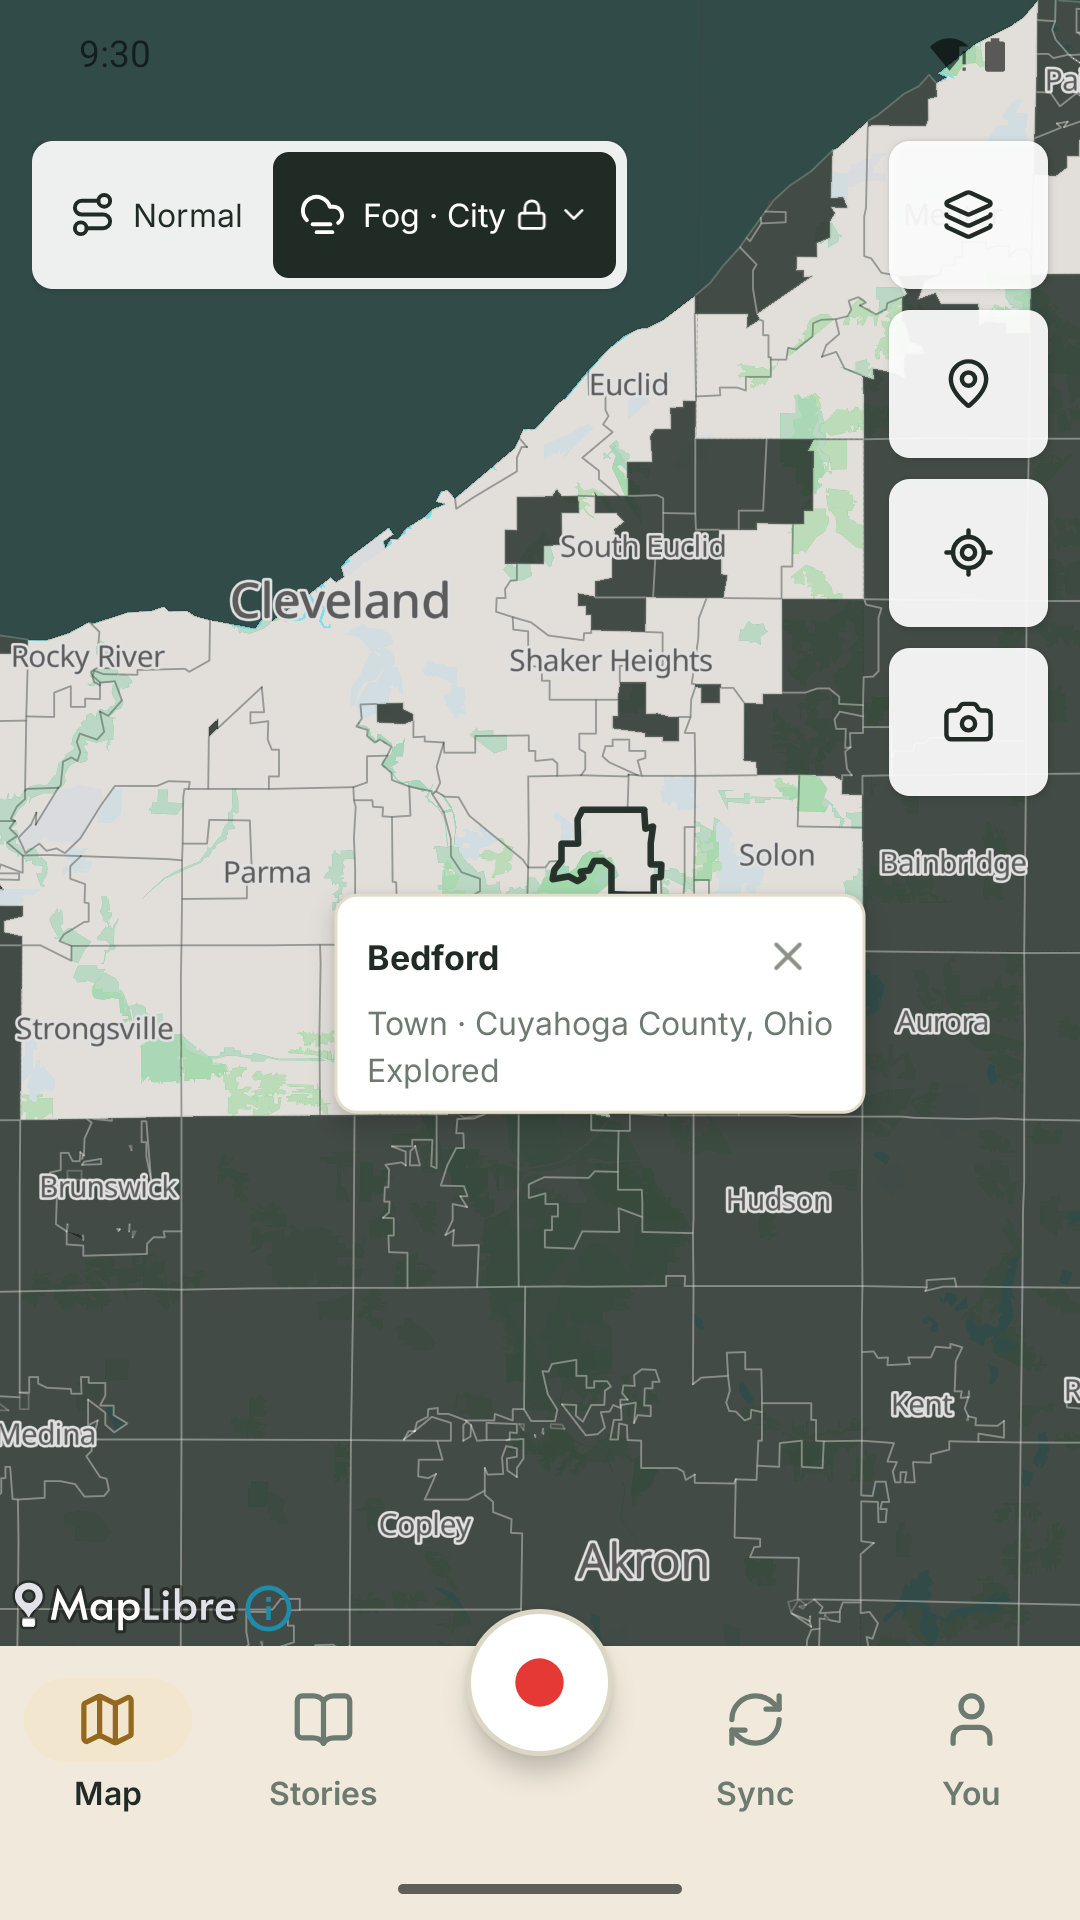 9:30
Normal
Fog · City
Euclid
South Euclid
Cleveland
Rocky River
Shaker Heights
Parma
Solon
Bainbridge
Bedford
Town · Cuyahoga County, Ohio
Explored
Strongsville
Aurora
Brunswick
Hudson
Medina
Kent
Copley
Akron
MapLibre
Map
Stories
Sync
You